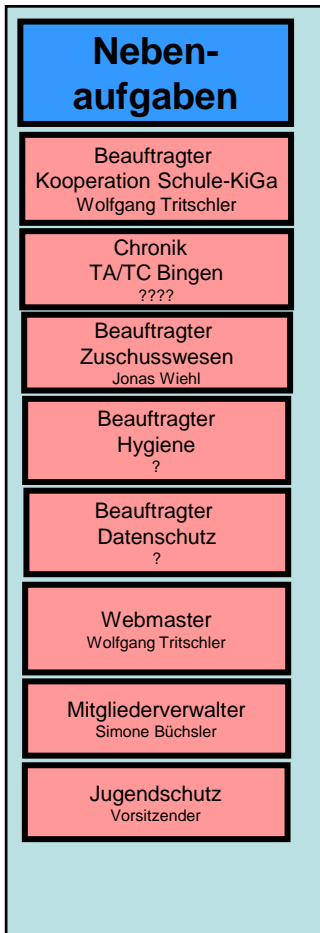 Neben-
aufgaben
Beauftragter
Kooperation Schule-KiGa
Wolfgang Tritschler
Chronik
TA/TC Bingen
????
Beauftragter
Zuschusswesen
Jonas Wiehl
Beauftragter
Hygiene
?
Beauftragter
Datenschutz
?
Webmaster
Wolfgang Tritschler
Mitgliederverwalter
Simone Büchsler
Jugendschutz
Vorsitzender